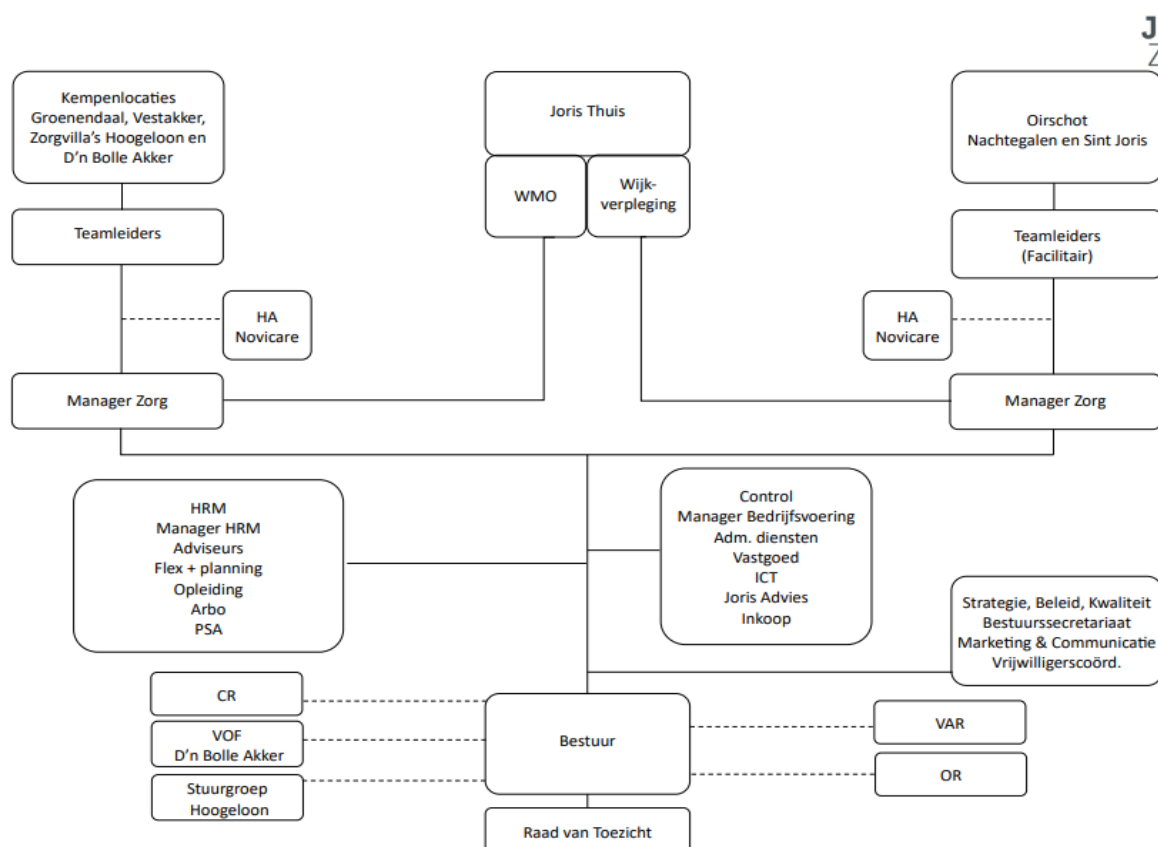 J
Kempenlocaties
Groenendaal, Vestakker,
Zorgvilla's Hoogeloon en
D'n Bolle Akker
Joris Thuis
Oirschot
Nachtegalen en Sint Joris
WMO
Wijk-
verpleging
Teamleiders
Teamleiders
(Facilitair)
HA
Novicare
HA
Novicare
Manager Zorg
Manager Zorg
HRM
Manager HRM
Adviseurs
Flex + planning
Opleiding
Arbo
PSA
Control
Manager Bedrijfsvoering
Adm. diensten
Vastgoed
ICT
Joris Advies
Inkoop
Strategie, Beleid, Kwaliteit
Bestuurssecretariaat
Marketing & Communicatie
Vrijwilligerscoörd.
CR
VOF
D'n Bolle Akker
Stuurgroep
Hoogeloon
Bestuur
VAR
OR
Raad van Toezicht